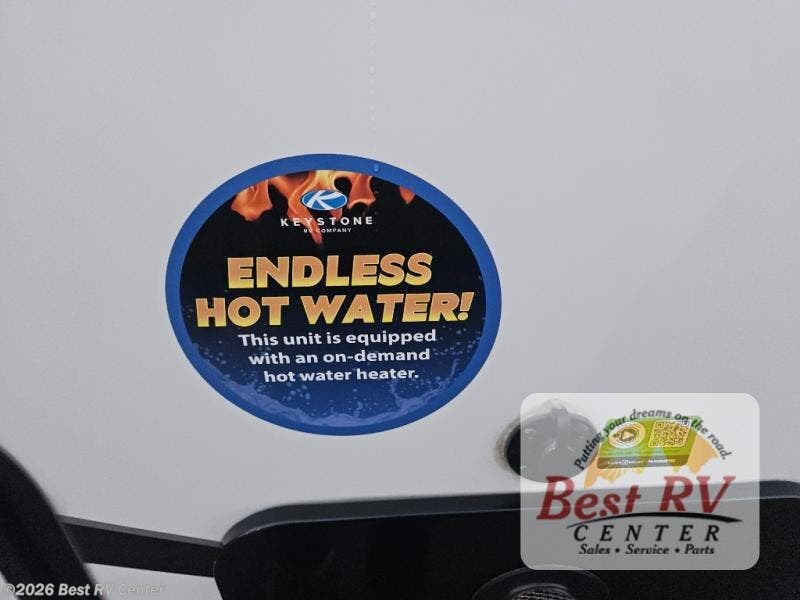 KEYSTONE
RV COMPANY
ENDLESS
HOT WATER!
This unit is equipped
with an on-demand
hot water heater.
Putting your dreams on the road.
Best RV
CENTER
Sales • Service • Parts
©2026 Best RV Center